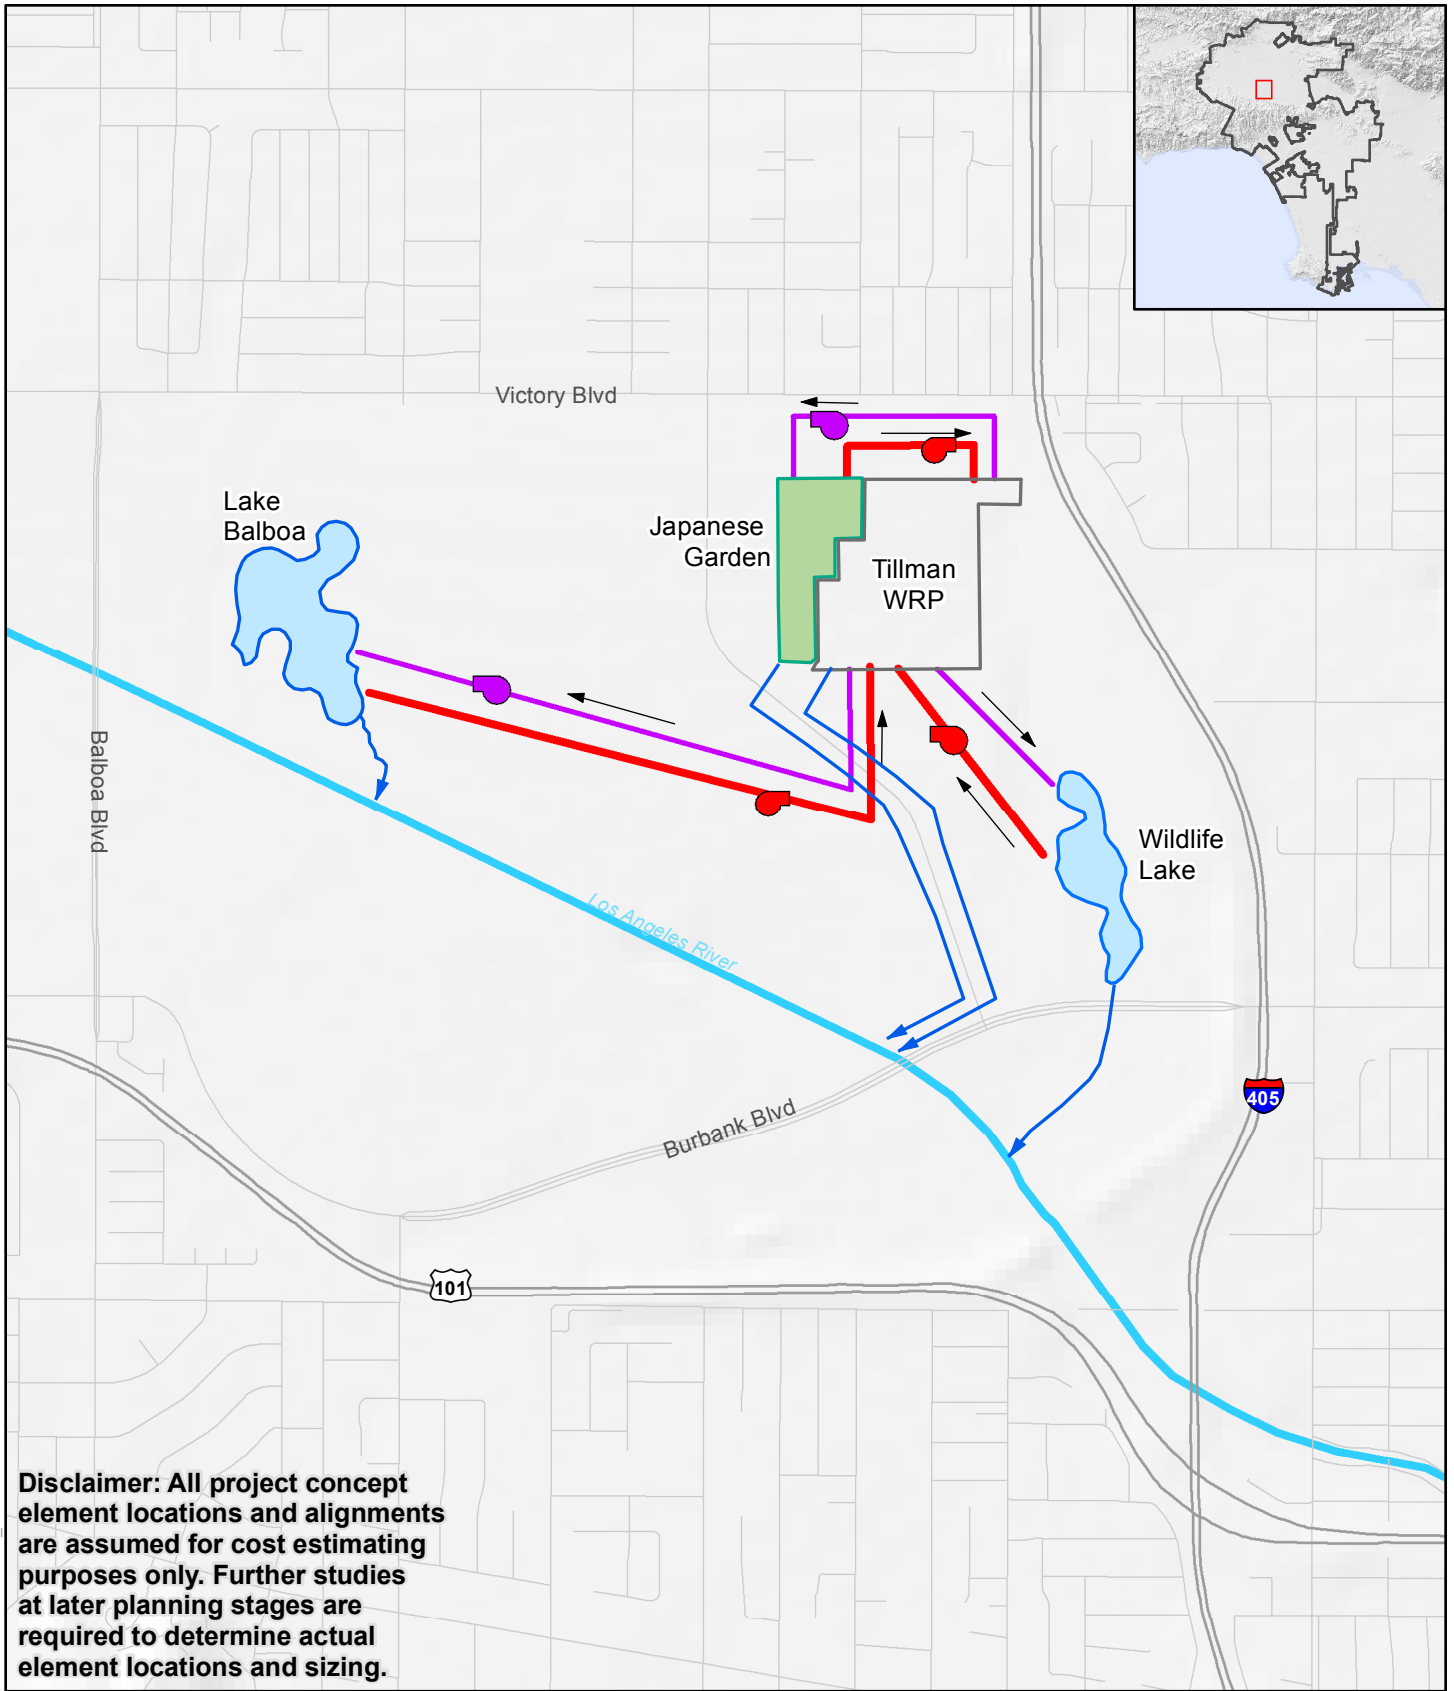 Victory Blvd
Lake
Balboa
Japanese
Garden
Tillman
WRP
Balboa Blvd
Wildlife
Lake
Los Angeles River
Burbank Blvd
405
101
Disclaimer: All project concept
element locations and alignments
are assumed for cost estimating
purposes only. Further studies
at later planning stages are
required to determine actual
element locations and sizing.